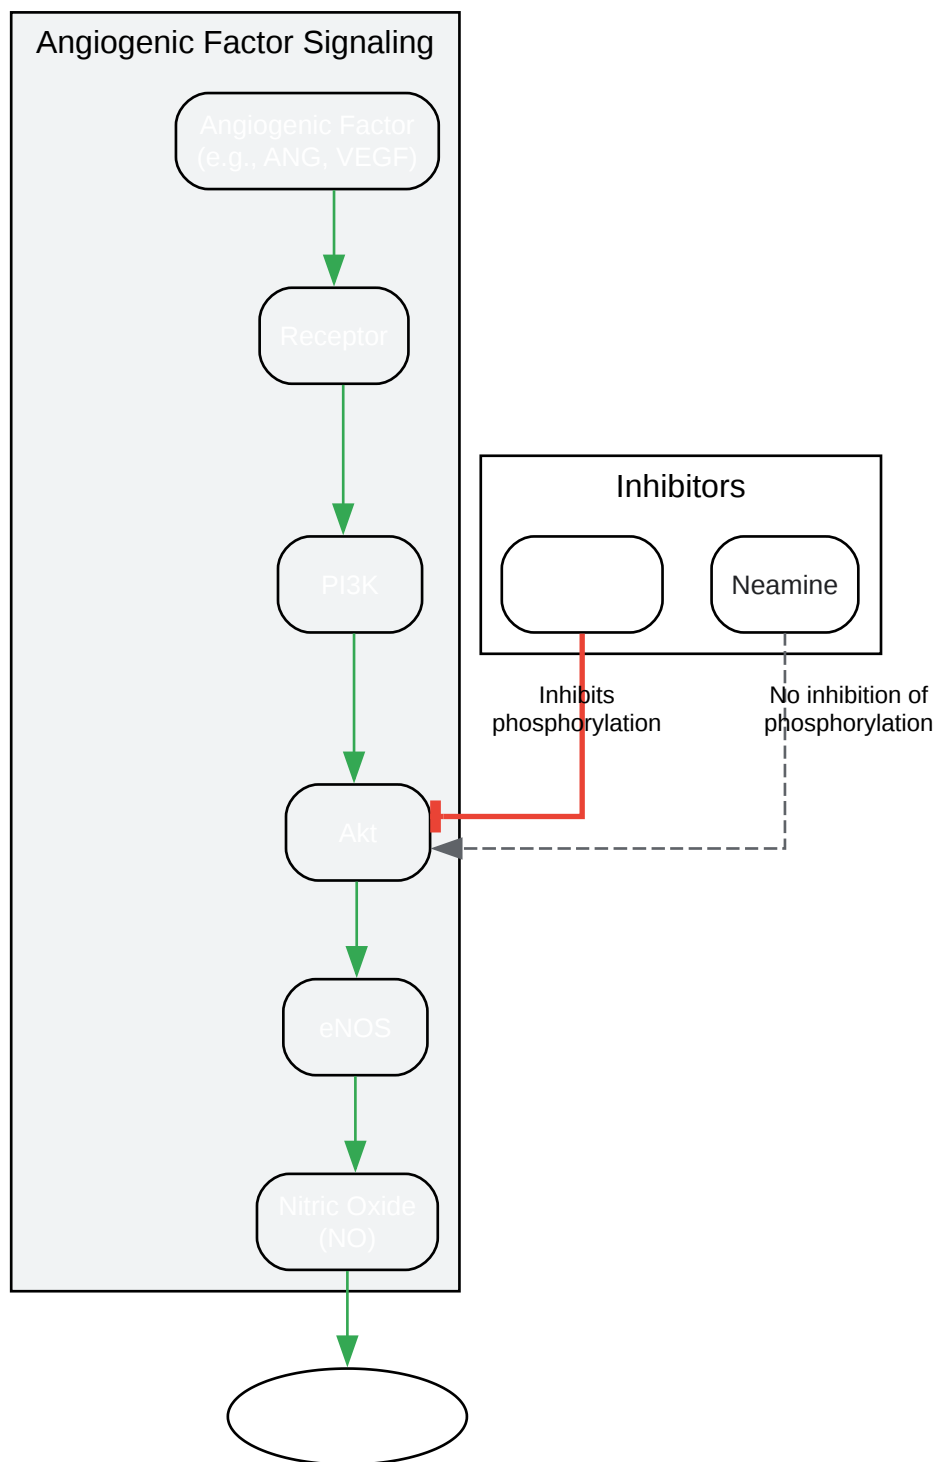 Angiogenic Factor Signaling
Angiogenic Factor
(e.g., ANG, VEGF)
Receptor
Inhibitors
PI3K
Neamine
Inhibits
phosphorylation
No inhibition of
phosphorylation
Akt
eNOS
Nitric Oxide
(NO)